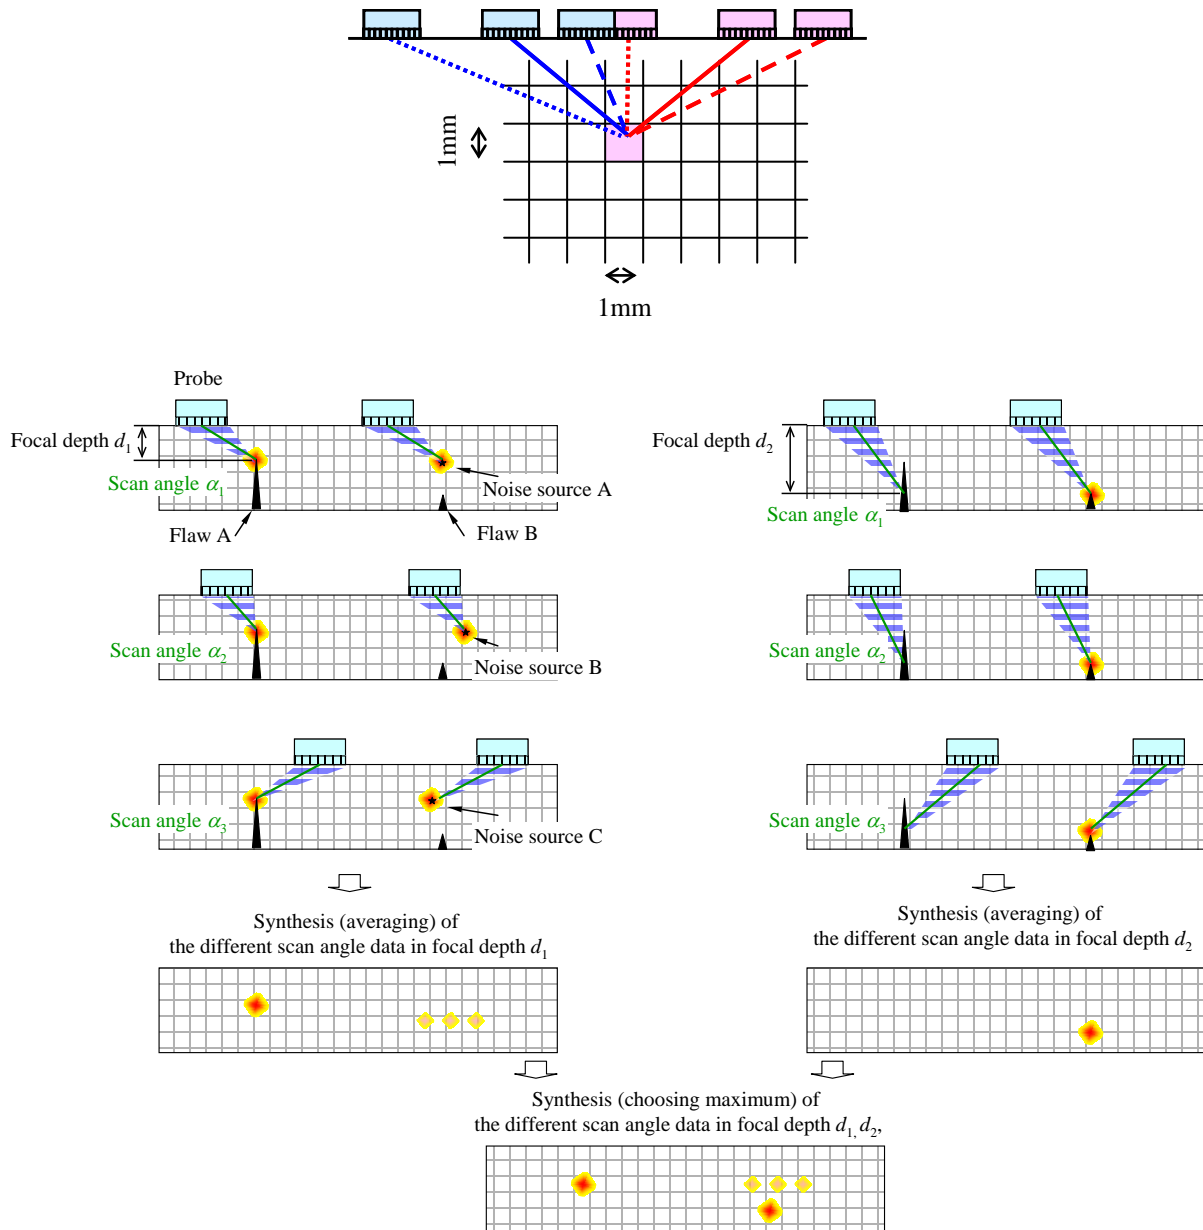 1mm
1mm
Probe
Focal depth d1
Scan angle α1
Noise source A
Flaw A
Flaw B
Focal depth d2
Scan angle α1
Scan angle α2
Noise source B
Scan angle α2
Scan angle α3
Noise source C
Scan angle α3
Synthesis (averaging) of
the different scan angle data in focal depth d1
Synthesis (averaging) of
the different scan angle data in focal depth d2
Synthesis (choosing maximum) of
the different scan angle data in focal depth d1, d2,